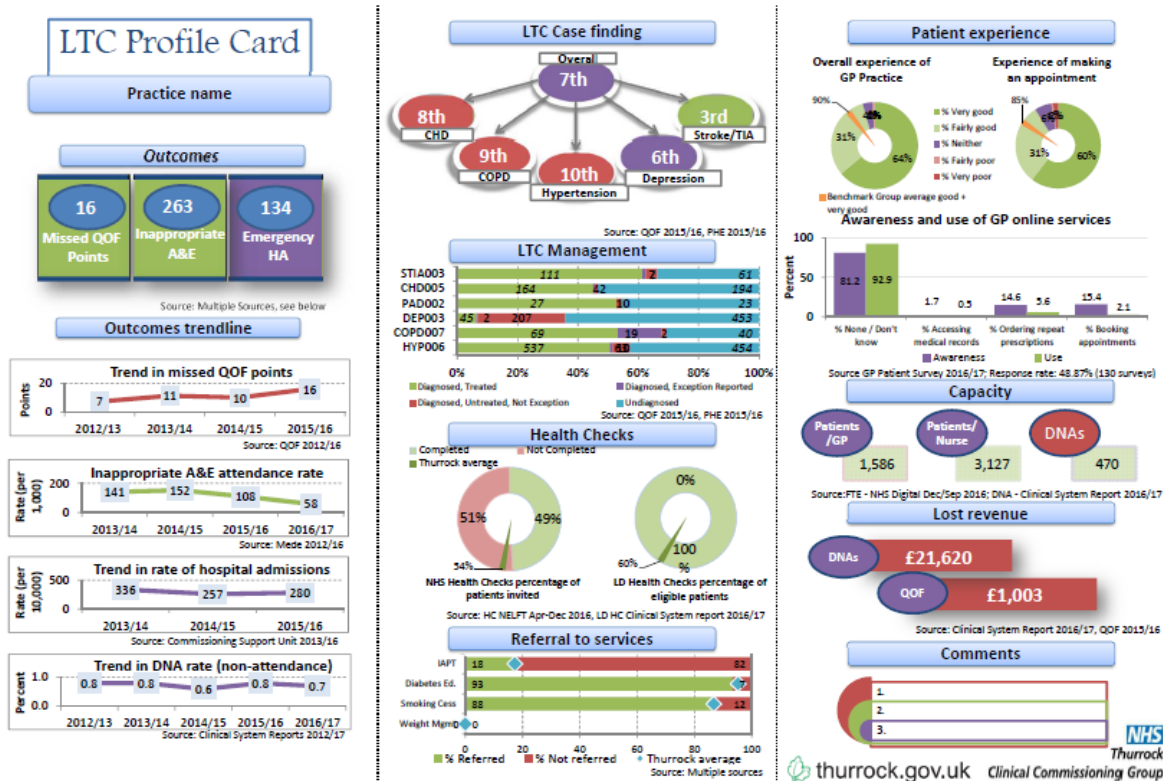 LTC Profile Card
Practice name
Outcomes
16
Missed QOF
Points
263
Inappropriate
A&E
134
Emergency
HA
Source: Multiple Sources, see below
Outcomes trendline
Trend in missed QOF points
Points
20
0
7
11
10
16
2012/13 2013/14 2014/15 2015/16
Source: QOF 2012/16
Inappropriate A&E attendance rate
Rate (per
1,000)
200
0
141
152
108
58
2013/14 2014/15 2015/16 2016/17
Source: Mede 2012/16
Trend in rate of hospital admissions
Rate (per
10,000)
500
0
336
257
280
2013/14 2014/15 2015/16
Source: Commissioning Support Unit 2013/16
Trend in DNA rate (non-attendance)
Percent
1.0
0.0
0.8
0.8
0.6
0.8
0.7
2012/13 2013/14 2014/15 2015/16 2016/17
Source: Clinical System Reports 2012/17
LTC Case finding
Overall
7th
8th
CHD
9th
COPD
10th
Hypertension
6th
Depression
3rd
Stroke/TIA
Source: QOF 2015/16, PHE 2015/16
LTC Management
STIA003 111 2 61
CHD005 164 42 194
PAD002 27 10 23
DEP003 45 2 207 453
COPD007 69 19 2 40
HYP006 537 454
0% 20% 40% 60% 80% 100%
Diagnosed, Treated
Diagnosed, Exception Reported
Diagnosed, Untreated, Not Exception
Undiagnosed
Source: QOF 2015/16, PHE 2015/16
Health Checks
Completed
Not Completed
Thurrock average
51%
49%
54%
NHS Health Checks percentage of
patients invited
0%
100
%
60%
LD Health Checks percentage of
eligible patients
Source: HC NELFT Apr-Dec 2016, LD HC Clinical System report 2016/17
Referral to services
IAPT 18 82
Diabetes Ed. 93 7
Smoking Cess 88 12
Weight Mgmt 0 0
0 20 40 60 80 100
% Referred
% Not referred
Thurrock average
Source: Multiple sources
Patient experience
Overall experience of
GP Practice
Experience of making
an appointment
90%
31%
64%
% Very good
% Fairly good
% Neither
% Fairly poor
% Very poor
85%
6%
31%
60%
Benchmark Group average good +
very good
Awareness and use of GP online services
Percent
100
50
0
81.2
92.9
1.7
0.5
14.6
5.6
15.4
2.1
% None / Don't
know
% Accessing
medical records
% Ordering repeat
prescriptions
% Booking
appointments
Awareness
Use
Source GP Patient Survey 2016/17; Response rate: 48.87% (130 surveys)
Capacity
Patients
/GP
1,586
Patients/
Nurse
3,127
DNAs
470
Source:FTE - NHS Digital Dec/Sep 2016; DNA - Clinical System Report 2016/17
Lost revenue
DNAs
£21,620
QOF
£1,003
Source: Clinical System Report 2016/17, QOF 2015/16
Comments
1.
2.
3.
thurrock.gov.uk
NHS
Thurrock
Clinical Commissioning Group